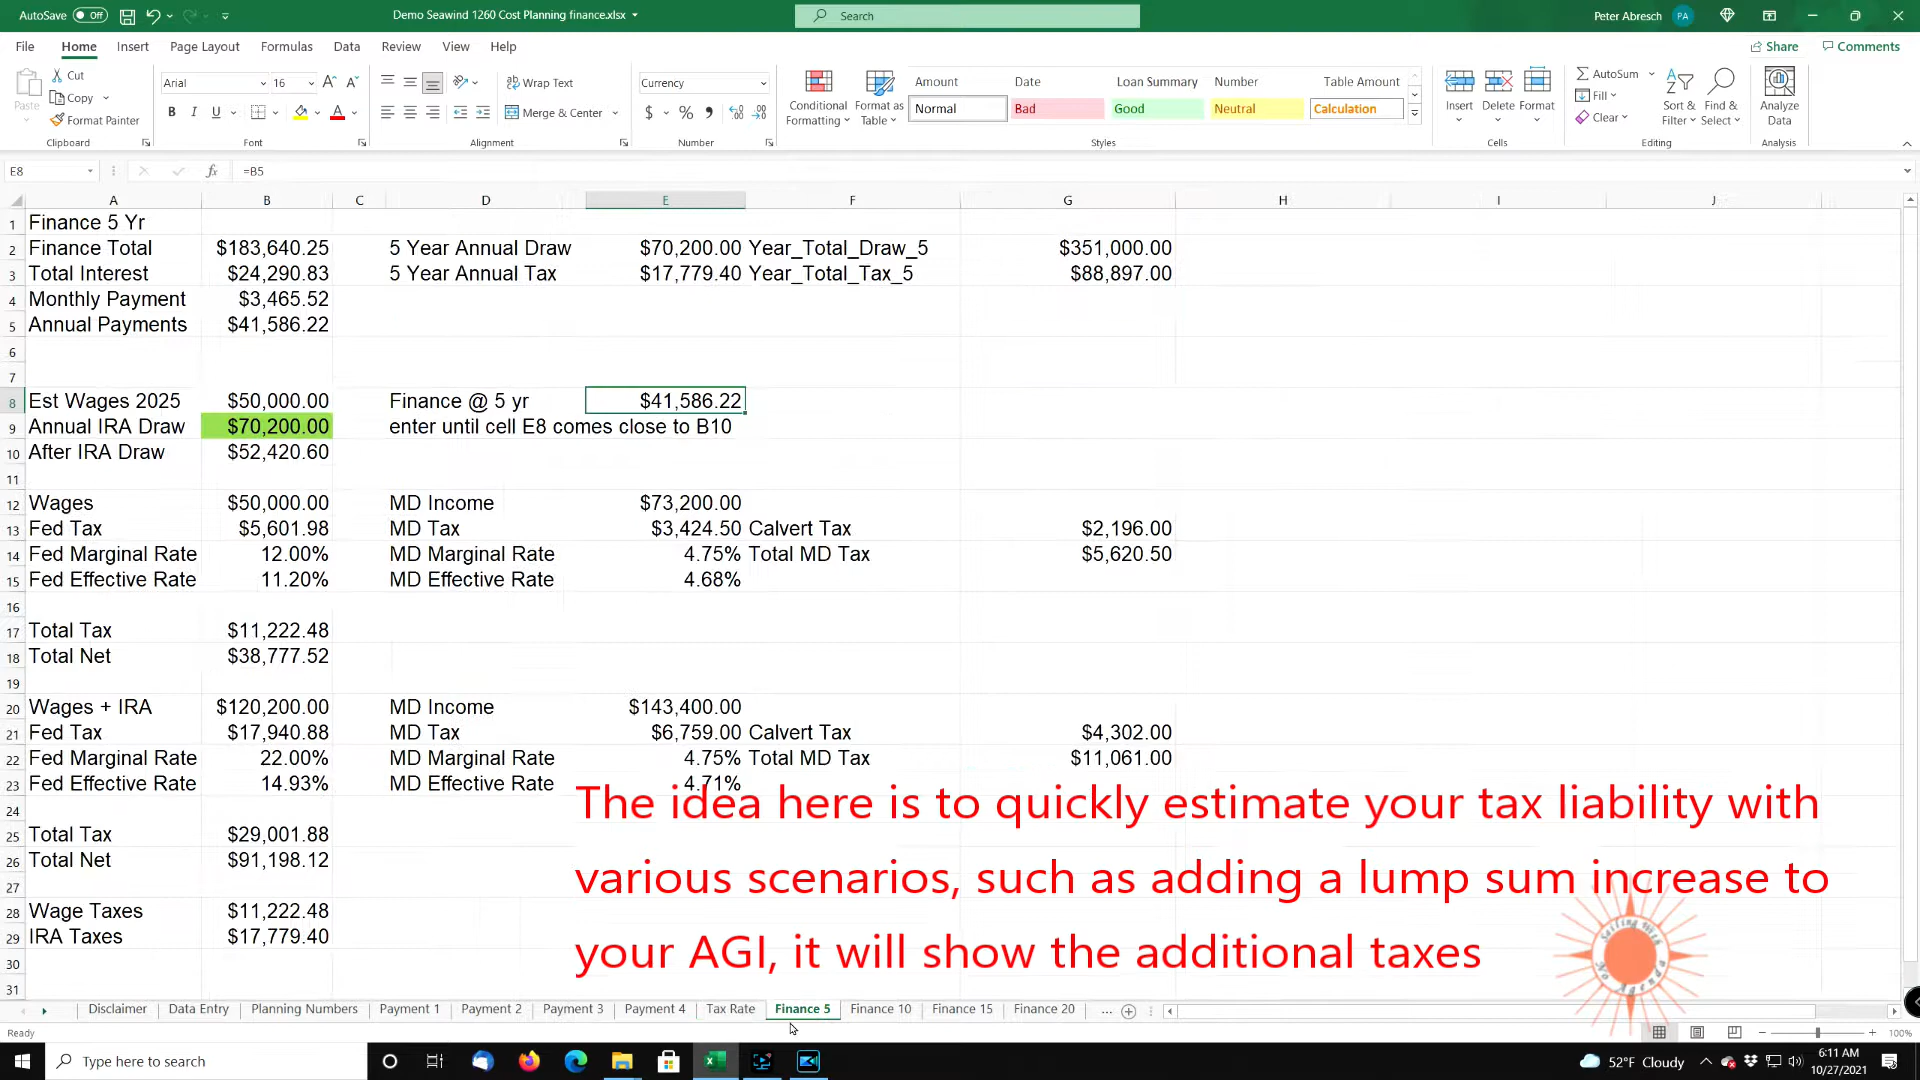 AutoSave Off Demo Seawind 1260 Cost Planning finance.xlsx Search Peter Abresch PA
File Home Insert Page Layout Formulas Data Review View Help Share Comments
Paste Cut Copy Format Painter Clipboard
Arial 16 Font
Wrap Text Merge & Center Alignment
Currency Number
Conditional Formatting Format as Table
Amount Date Loan Summary Number Table Amount
Normal Bad Good Neutral Calculation
Styles
Insert Delete Format Cells
AutoSum Fill Clear Sort & Filter Find & Select Editing
Analyze Data Analysis
E8 fx =B5
A B C D E F G H I J
1 Finance 5 Yr
2 Finance Total $183,640.25 5 Year Annual Draw $70,200.00 Year_Total_Draw_5 $351,000.00
3 Total Interest $24,290.83 5 Year Annual Tax $17,779.40 Year_Total_Tax_5 $88,897.00
4 Monthly Payment $3,465.52
5 Annual Payments $41,586.22
6
7
8 Est Wages 2025 $50,000.00 Finance @ 5 yr $41,586.22
9 Annual IRA Draw $70,200.00 enter until cell E8 comes close to B10
10 After IRA Draw $52,420.60
11
12 Wages $50,000.00 MD Income $73,200.00
13 Fed Tax $5,601.98 MD Tax $3,424.50 Calvert Tax $2,196.00
14 Fed Marginal Rate 12.00% MD Marginal Rate 4.75% Total MD Tax $5,620.50
15 Fed Effective Rate 11.20% MD Effective Rate 4.68%
16
17 Total Tax $11,222.48
18 Total Net $38,777.52
19
20 Wages + IRA $120,200.00 MD Income $143,400.00
21 Fed Tax $17,940.88 MD Tax $6,759.00 Calvert Tax $4,302.00
22 Fed Marginal Rate 22.00% MD Marginal Rate 4.75% Total MD Tax $11,061.00
23 Fed Effective Rate 14.93% MD Effective Rate 4.71%
24
25 Total Tax $29,001.88
26 Total Net $91,198.12
27
28 Wage Taxes $11,222.48
29 IRA Taxes $17,779.40
30
31
The idea here is to quickly estimate your tax liability with
various scenarios, such as adding a lump sum increase to
your AGI, it will show the additional taxes
Sailing With
No Agenda
Disclaimer Data Entry Planning Numbers Payment 1 Payment 2 Payment 3 Payment 4 Tax Rate Finance 5 Finance 10 Finance 15 Finance 20 ...
Ready 100%
Type here to search 52°F Cloudy 6:11 AM
10/27/2021